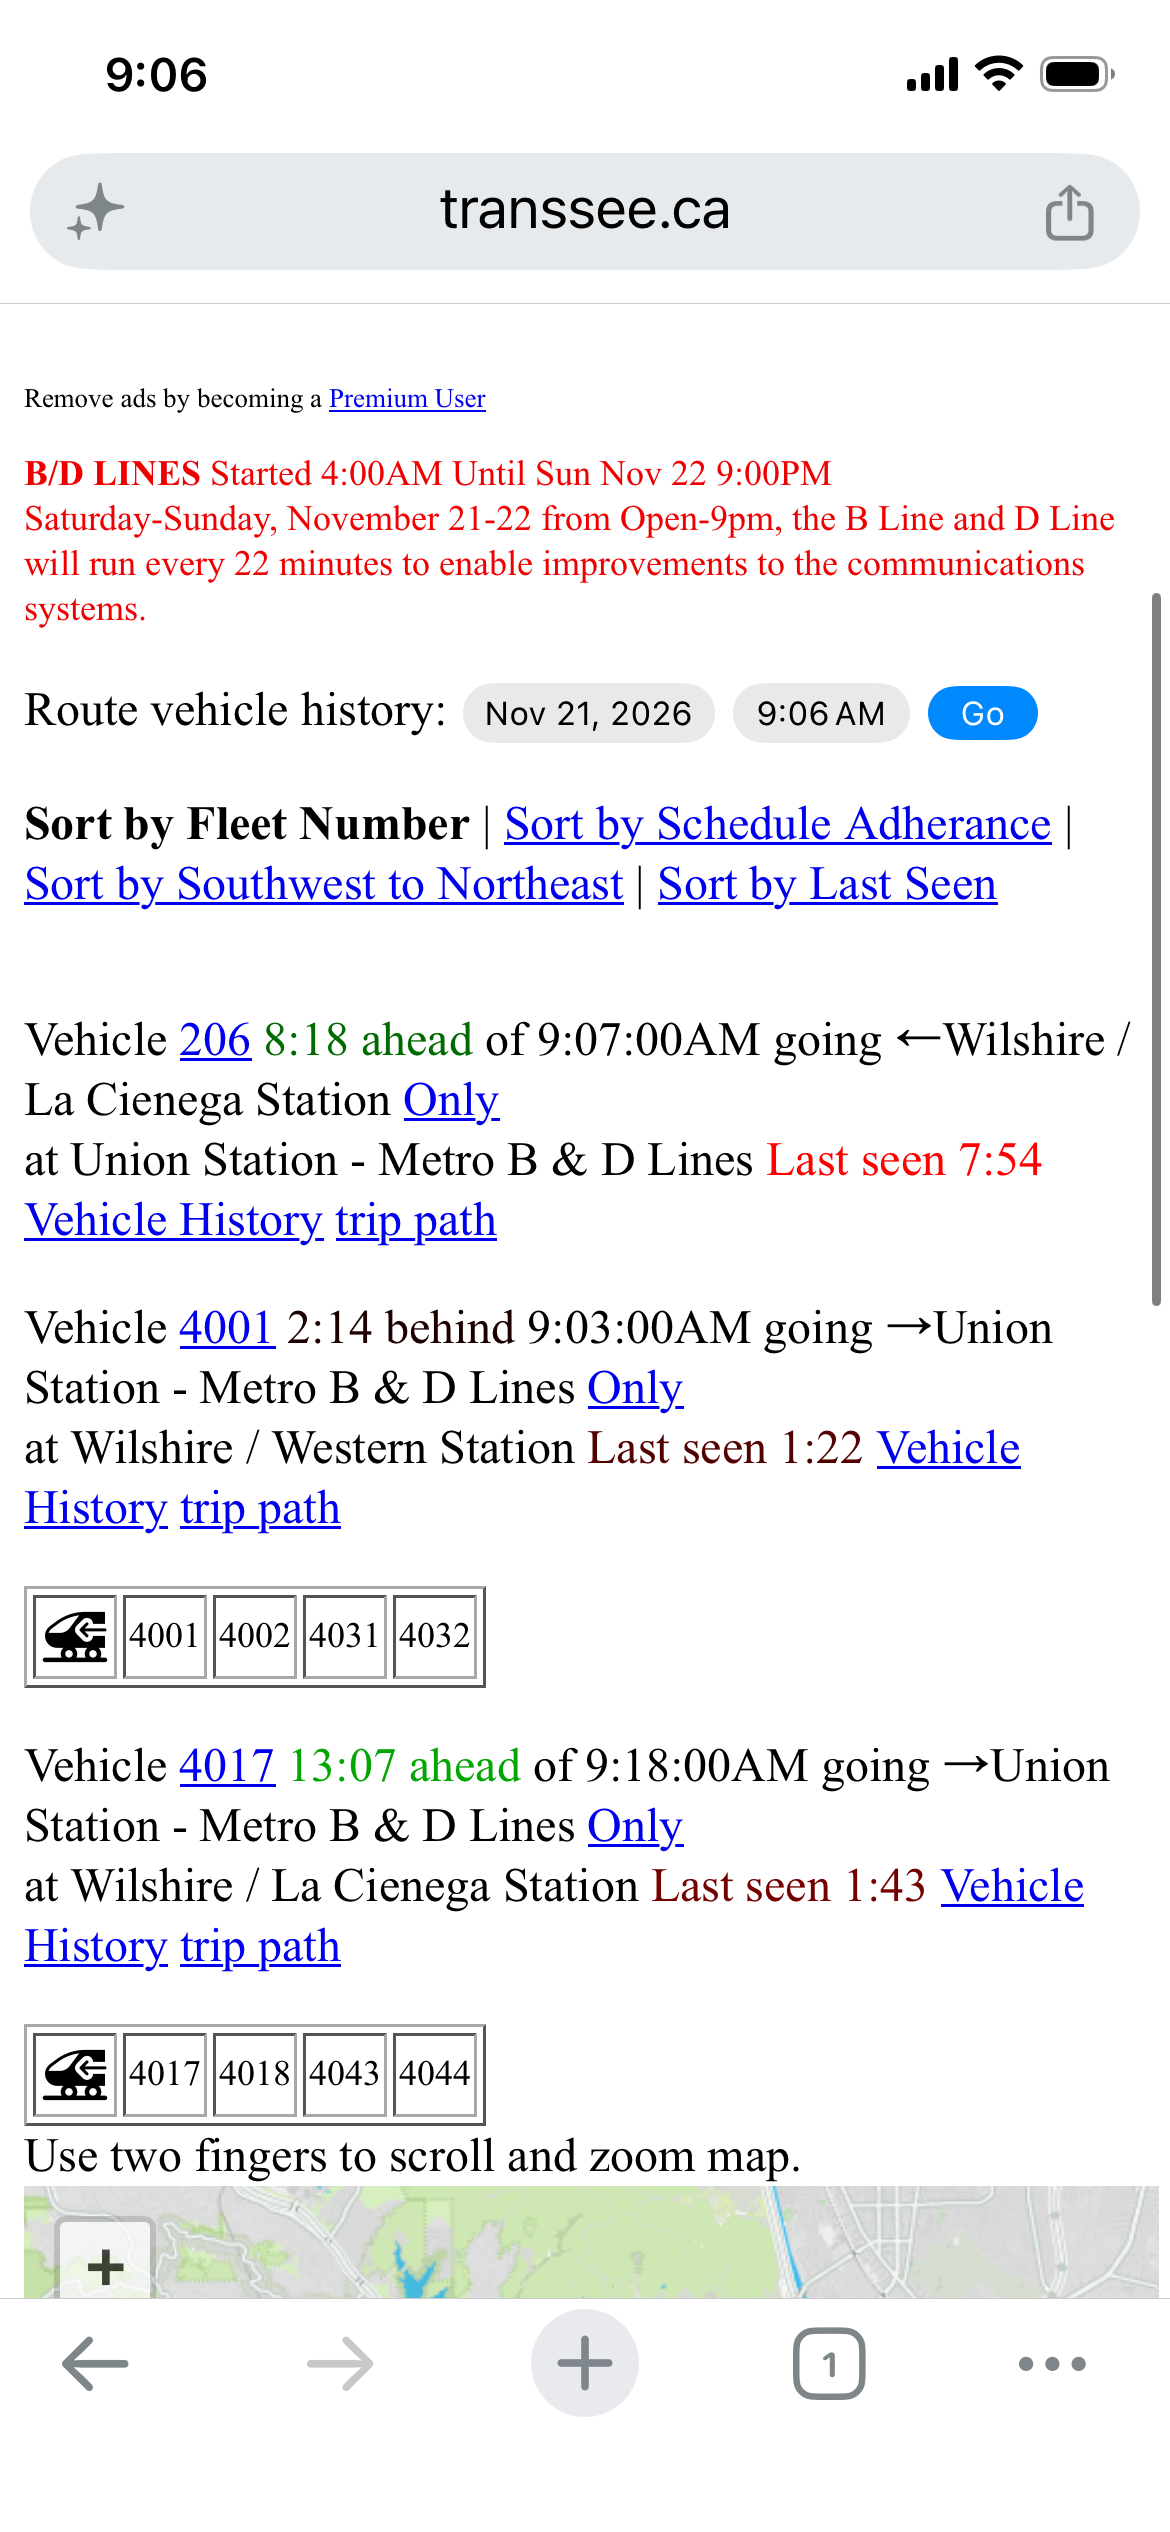 9:06
transsee.ca
Remove ads by becoming a Premium User
B/D LINES Started 4:00AM Until Sun Nov 22 9:00PM
Saturday-Sunday, November 21-22 from Open-9pm, the B Line and D Line
will run every 22 minutes to enable improvements to the communications
systems.
Route vehicle history: Nov 21, 2026 9:06 AM Go
Sort by Fleet Number | Sort by Schedule Adherance |
Sort by Southwest to Northeast | Sort by Last Seen
Vehicle 206 8:18 ahead of 9:07:00AM going ←Wilshire /
La Cienega Station Only
at Union Station - Metro B & D Lines Last seen 7:54
Vehicle History trip path
Vehicle 4001 2:14 behind 9:03:00AM going →Union
Station - Metro B & D Lines Only
at Wilshire / Western Station Last seen 1:22 Vehicle
History trip path
4001 4002 4031 4032
Vehicle 4017 13:07 ahead of 9:18:00AM going →Union
Station - Metro B & D Lines Only
at Wilshire / La Cienega Station Last seen 1:43 Vehicle
History trip path
4017 4018 4043 4044
Use two fingers to scroll and zoom map.
+
1